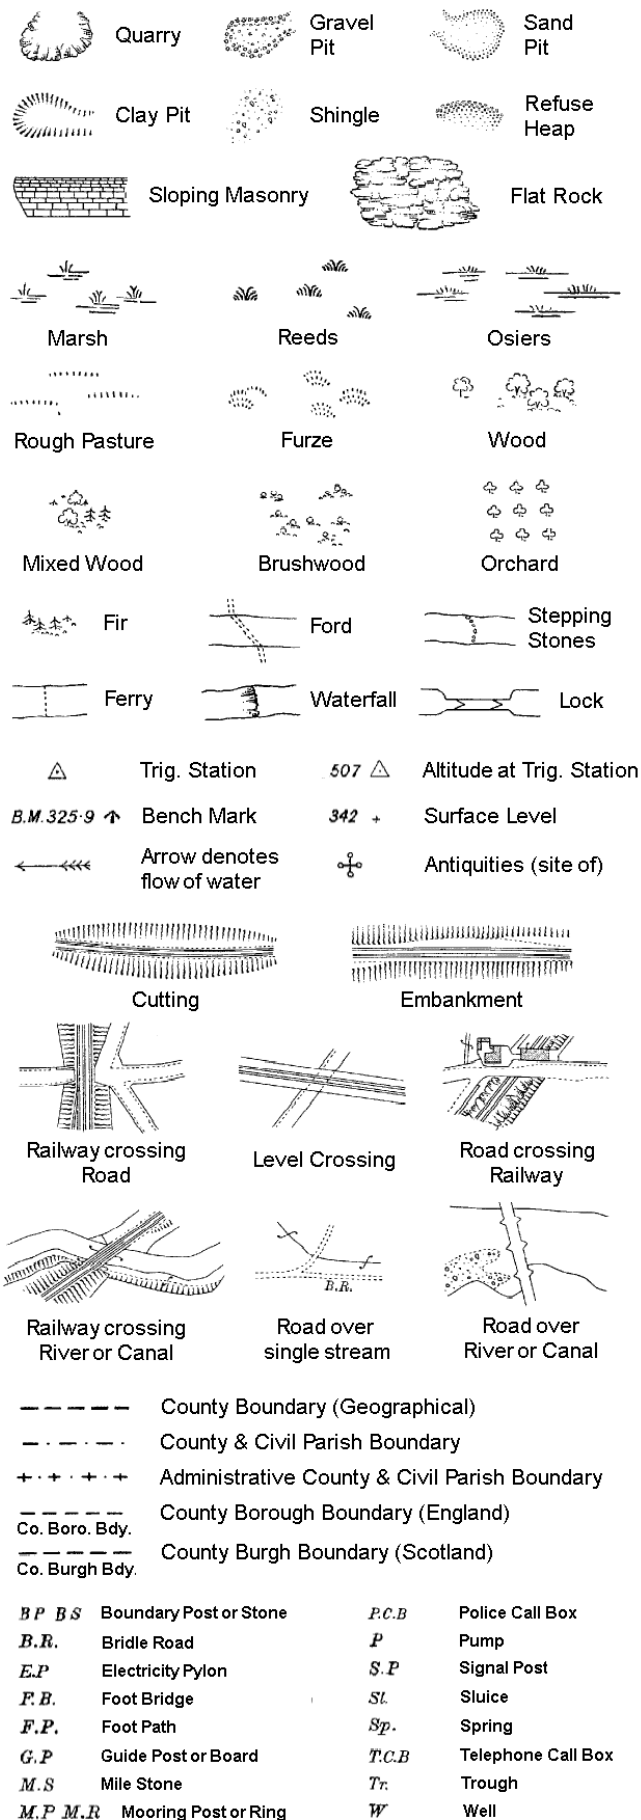 Quarry
Gravel
Pit
Sand
Pit
Clay Pit
Shingle
Refuse
Heap
Sloping Masonry
Flat Rock
Marsh
Reeds
Osiers
Rough Pasture
Furze
Wood
Mixed Wood
Brushwood
Orchard
Fir
Ford
Stepping
Stones
Ferry
Waterfall
Lock
Trig. Station
507
Altitude at Trig. Station
B.M.325·9
Bench Mark
342
Surface Level
Arrow denotes
flow of water
Antiquities (site of)
Cutting
Embankment
Railway crossing
Road
Level Crossing
Road crossing
Railway
B.R.
Railway crossing
River or Canal
Road over
single stream
Road over
River or Canal
County Boundary (Geographical)
County & Civil Parish Boundary
Administrative County & Civil Parish Boundary
County Borough Boundary (England)
Co. Boro. Bdy.
County Burgh Boundary (Scotland)
Co. Burgh Bdy.
B P B S Boundary Post or Stone
P.C.B Police Call Box
B.R. Bridle Road
P Pump
E.P Electricity Pylon
S.P Signal Post
F.B. Foot Bridge
Sl. Sluice
F.P. Foot Path
Sp. Spring
G.P Guide Post or Board
T.C.B Telephone Call Box
M.S Mile Stone
Tr. Trough
M.P M.R Mooring Post or Ring
W Well